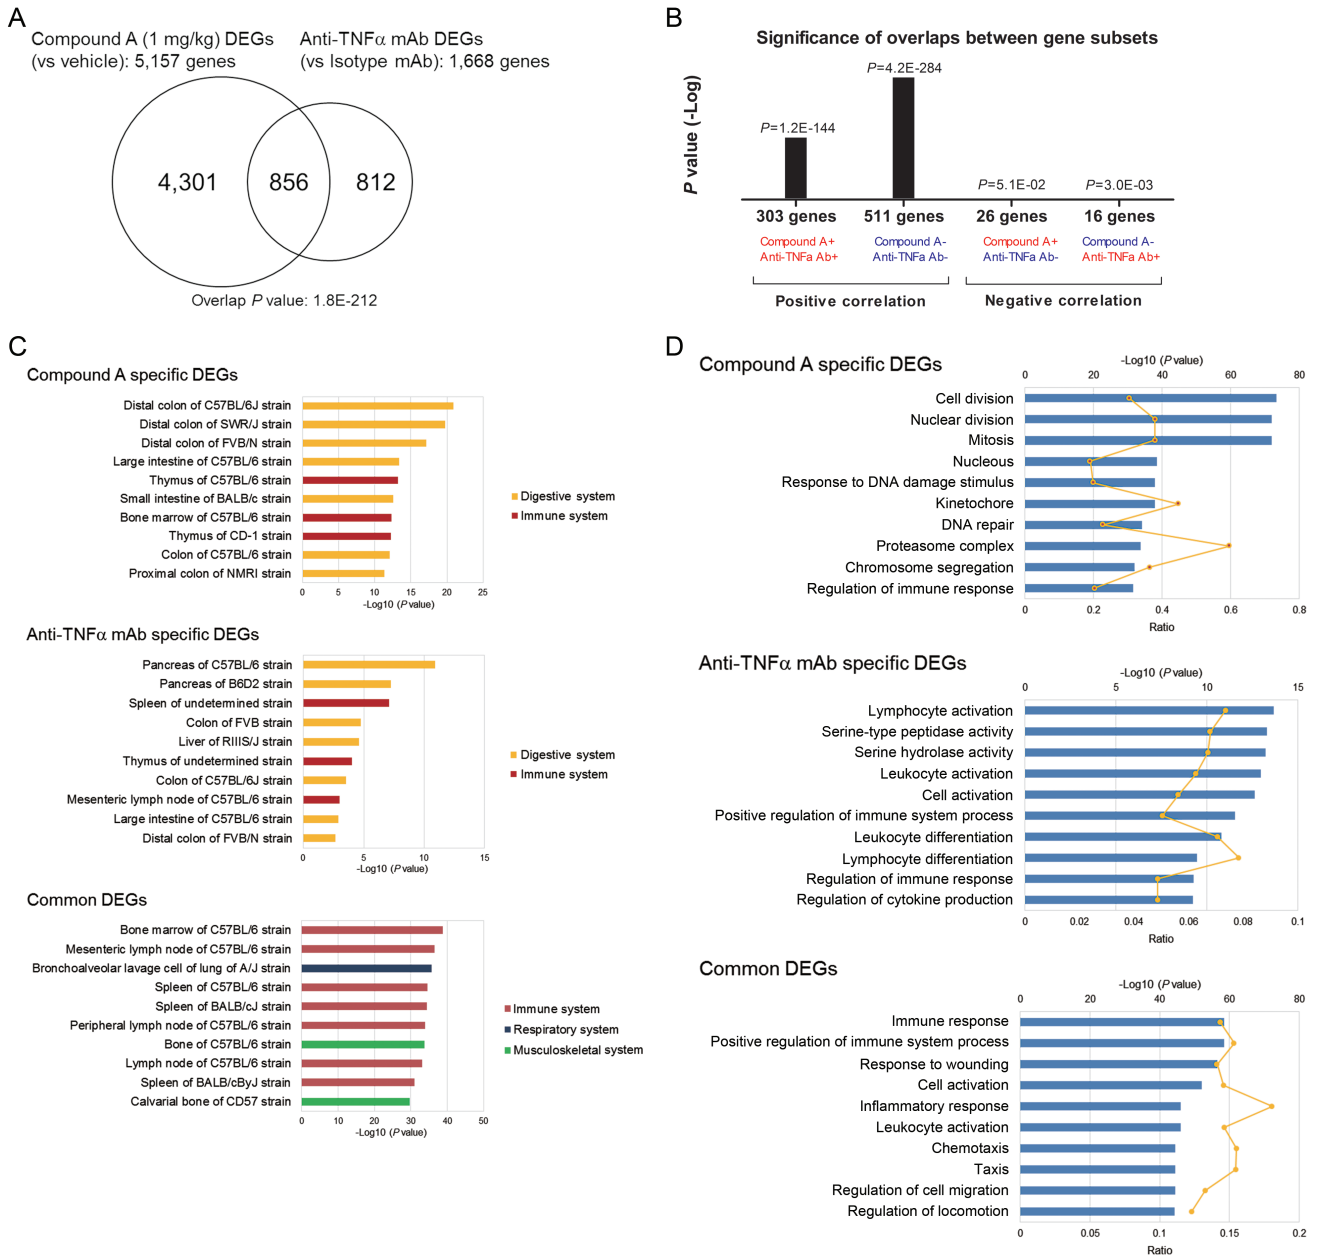 A
Compound A (1 mg/kg) DEGs
(vs vehicle): 5,157 genes
Anti-TNFα mAb DEGs
(vs Isotype mAb): 1,668 genes
4,301
856
812
Overlap P value: 1.8E-212
B
Significance of overlaps between gene subsets
P value (-Log)
P=1.2E-144
P=4.2E-284
P=5.1E-02
P=3.0E-03
303 genes
511 genes
26 genes
16 genes
Compound A+
Anti-TNFa Ab+
Compound A-
Anti-TNFa Ab-
Compound A+
Anti-TNFa Ab-
Compound A-
Anti-TNFa Ab+
Positive correlation
Negative correlation
C
Compound A specific DEGs
Distal colon of C57BL/6J strain
Distal colon of SWR/J strain
Distal colon of FVB/N strain
Large intestine of C57BL/6 strain
Thymus of C57BL/6 strain
Small intestine of BALB/c strain
Bone marrow of C57BL/6 strain
Thymus of CD-1 strain
Colon of C57BL/6 strain
Proximal colon of NMRI strain
0 5 10 15 20 25
-Log10 (P value)
Digestive system
Immune system
Anti-TNFα mAb specific DEGs
Pancreas of C57BL/6 strain
Pancreas of B6D2 strain
Spleen of undetermined strain
Colon of FVB strain
Liver of RIIIS/J strain
Thymus of undetermined strain
Colon of C57BL/6J strain
Mesenteric lymph node of C57BL/6 strain
Large intestine of C57BL/6 strain
Distal colon of FVB/N strain
0 5 10 15
-Log10 (P value)
Digestive system
Immune system
Common DEGs
Bone marrow of C57BL/6 strain
Mesenteric lymph node of C57BL/6 strain
Bronchoalveolar lavage cell of lung of A/J strain
Spleen of C57BL/6 strain
Spleen of BALB/cJ strain
Peripheral lymph node of C57BL/6 strain
Bone of C57BL/6 strain
Lymph node of C57BL/6 strain
Spleen of BALB/cByJ strain
Calvarial bone of CD57 strain
0 10 20 30 40 50
-Log10 (P value)
Immune system
Respiratory system
Musculoskeletal system
D
Compound A specific DEGs
-Log10 (P value)
0 20 40 60 80
Cell division
Nuclear division
Mitosis
Nucleous
Response to DNA damage stimulus
Kinetochore
DNA repair
Proteasome complex
Chromosome segregation
Regulation of immune response
0 0.2 0.4 0.6 0.8
Ratio
Anti-TNFα mAb specific DEGs
-Log10 (P value)
0 5 10 15
Lymphocyte activation
Serine-type peptidase activity
Serine hydrolase activity
Leukocyte activation
Cell activation
Positive regulation of immune system process
Leukocyte differentiation
Lymphocyte differentiation
Regulation of immune response
Regulation of cytokine production
0 0.02 0.04 0.06 0.08 0.1
Ratio
Common DEGs
-Log10 (P value)
0 20 40 60 80
Immune response
Positive regulation of immune system process
Response to wounding
Cell activation
Inflammatory response
Leukocyte activation
Chemotaxis
Taxis
Regulation of cell migration
Regulation of locomotion
0 0.05 0.1 0.15 0.2
Ratio